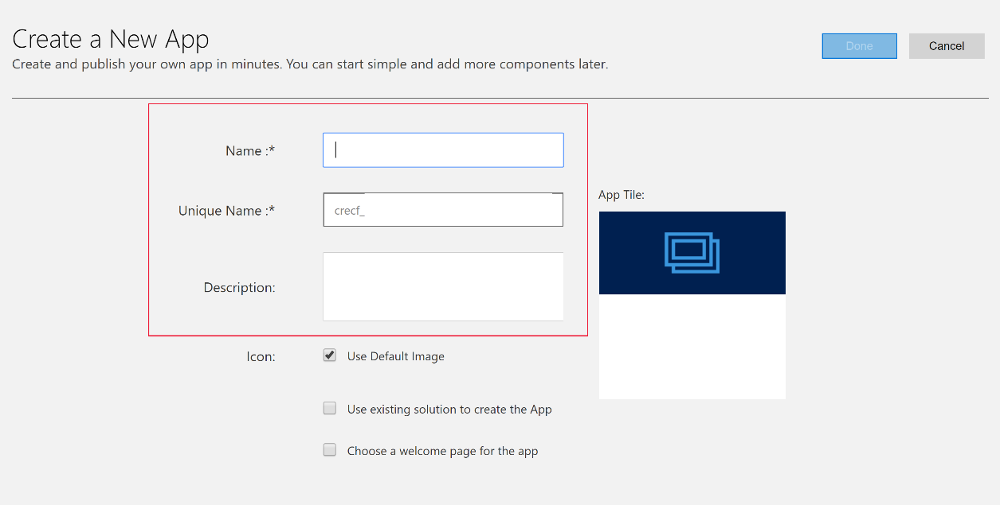 Create a New App
Create and publish your own app in minutes. You can start simple and add more components later.
Done
Cancel
Name :*
Unique Name :*
crecf_
Description:
App Tile:
Icon:
Use Default Image
Use existing solution to create the App
Choose a welcome page for the app